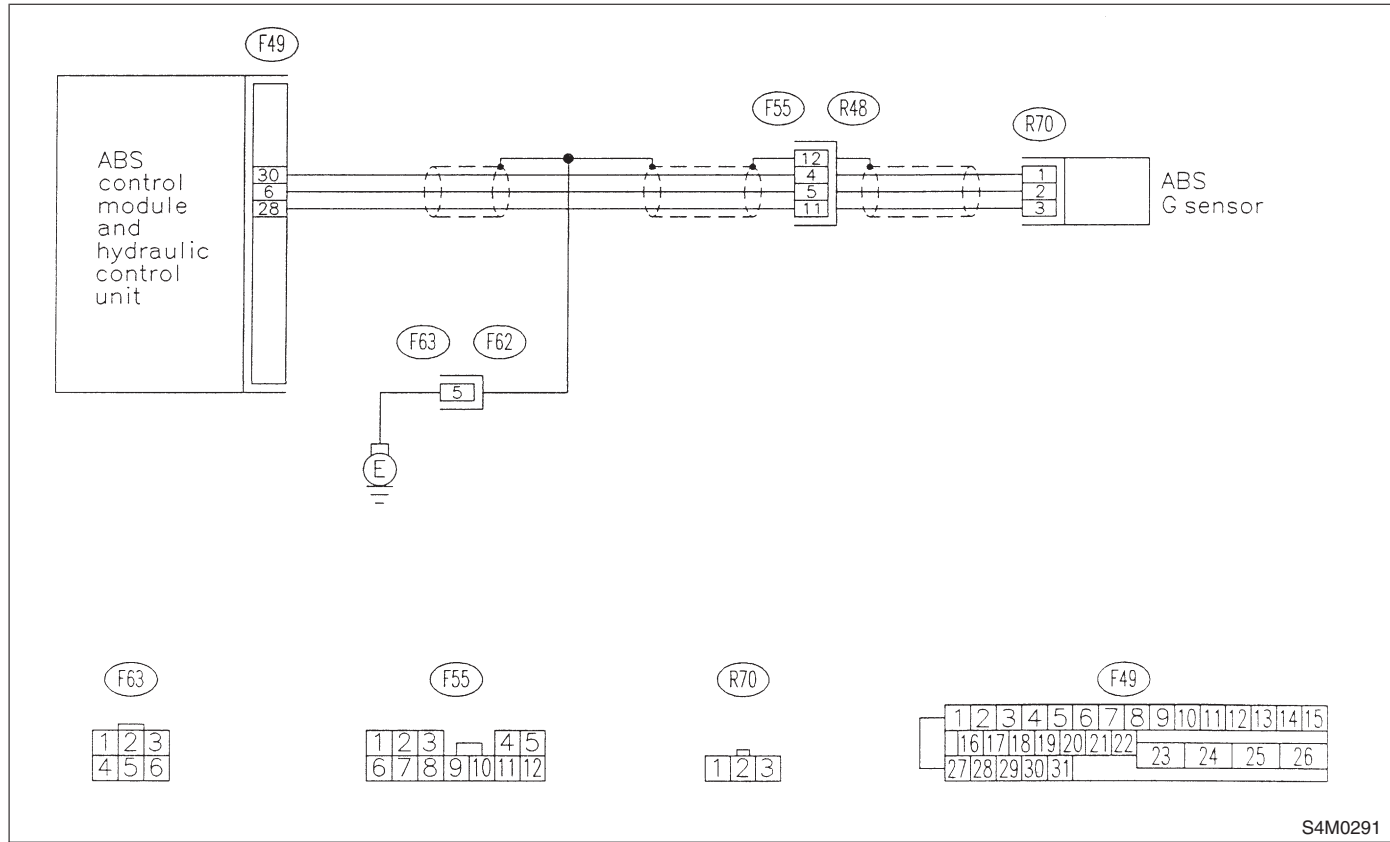 F49
F55 R48
R70
ABS
control
module
and
hydraulic
control
unit
30
6
28
12
4
5
11
1
2
3
ABS
G sensor
F63 F62
5
E
F63
1 2 3
4 5 6
F55
1 2 3 4 5
6 7 8 9 10 11 12
R70
1 2 3
F49
1 2 3 4 5 6 7 8 9 10 11 12 13 14 15
16 17 18 19 20 21 22
23 24 25 26
27 28 29 30 31
S4M0291